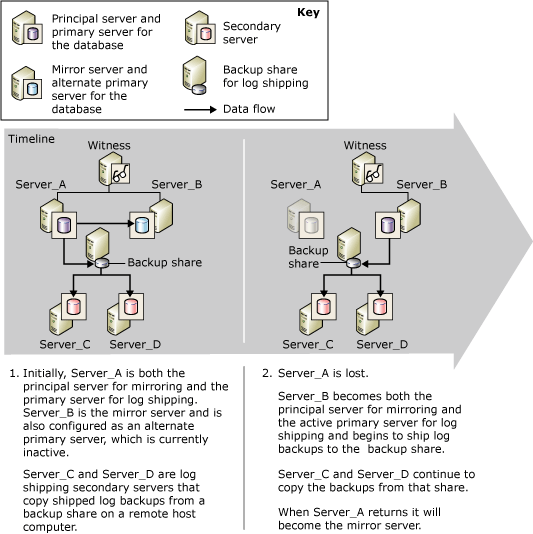 Key
Principal server and
primary server for
the database
Secondary
server
Mirror server and
alternate primary
server for the
database
Backup share
for log shipping
Data flow
Timeline
Witness
Server_A
Server_B
Backup share
Server_C
Server_D
Witness
Server_A
Server_B
Backup
share
Server_C
Server_D
1. Initially, Server_A is both the
principal server for mirroring and the
primary server for log shipping.
Server_B is the mirror server and is
also configured as an alternate
primary server, which is currently
inactive.
Server_C and Server_D are log
shipping secondary servers that
copy shipped log backups from a
backup share on a remote host
computer.
2. Server_A is lost.
Server_B becomes both the
principal server for mirroring and
the active primary server for log
shipping and begins to ship log
backups to the backup share.
Server_C and Server_D continue to
copy the backups from that share.
When Server_A returns it will
become the mirror server.